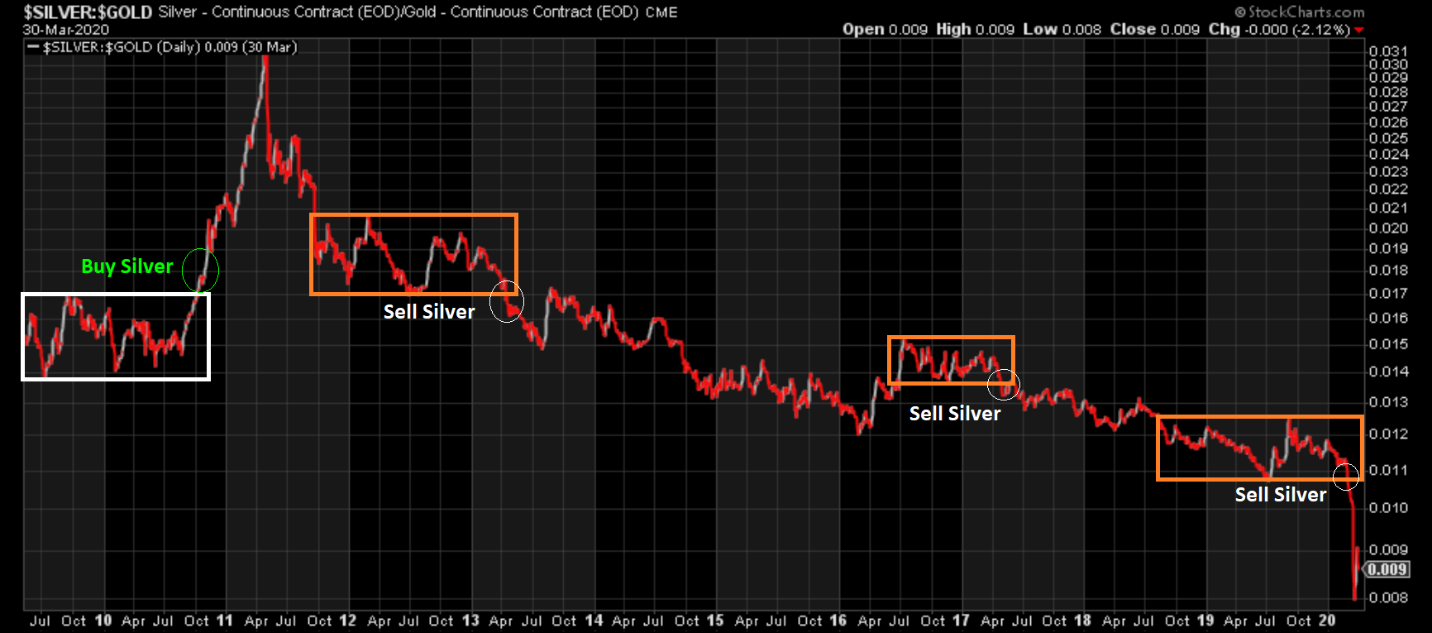 $SILVER:$GOLD Silver - Continuous Contract (EOD)/Gold - Continuous Contract (EOD) CME
@StockCharts.com
30-Mar-2020
Open 0.009 High 0.009 Low 0.008 Close 0.009 Chg -0.000 (-2.12%)
$SILVER:$GOLD (Daily) 0.009 (30 Mar)
0.031
0.030
0.029
0.028
0.027
0.026
0.025
0.024
0.023
0.022
0.021
0.020
0.019
0.018
0.017
0.016
0.015
0.014
0.013
0.012
0.011
0.010
0.009
0.009
0.008
Buy Silver
Sell Silver
Sell Silver
Sell Silver
Jul Oct 10 Apr Jul Oct 11 Apr Jul Oct 12 Apr Jul Oct 13 Apr Jul Oct 14 Apr Jul Oct 15 Apr Jul Oct 16 Apr Jul Oct 17 Apr Jul Oct 18 Apr Jul Oct 19 Apr Jul Oct 20